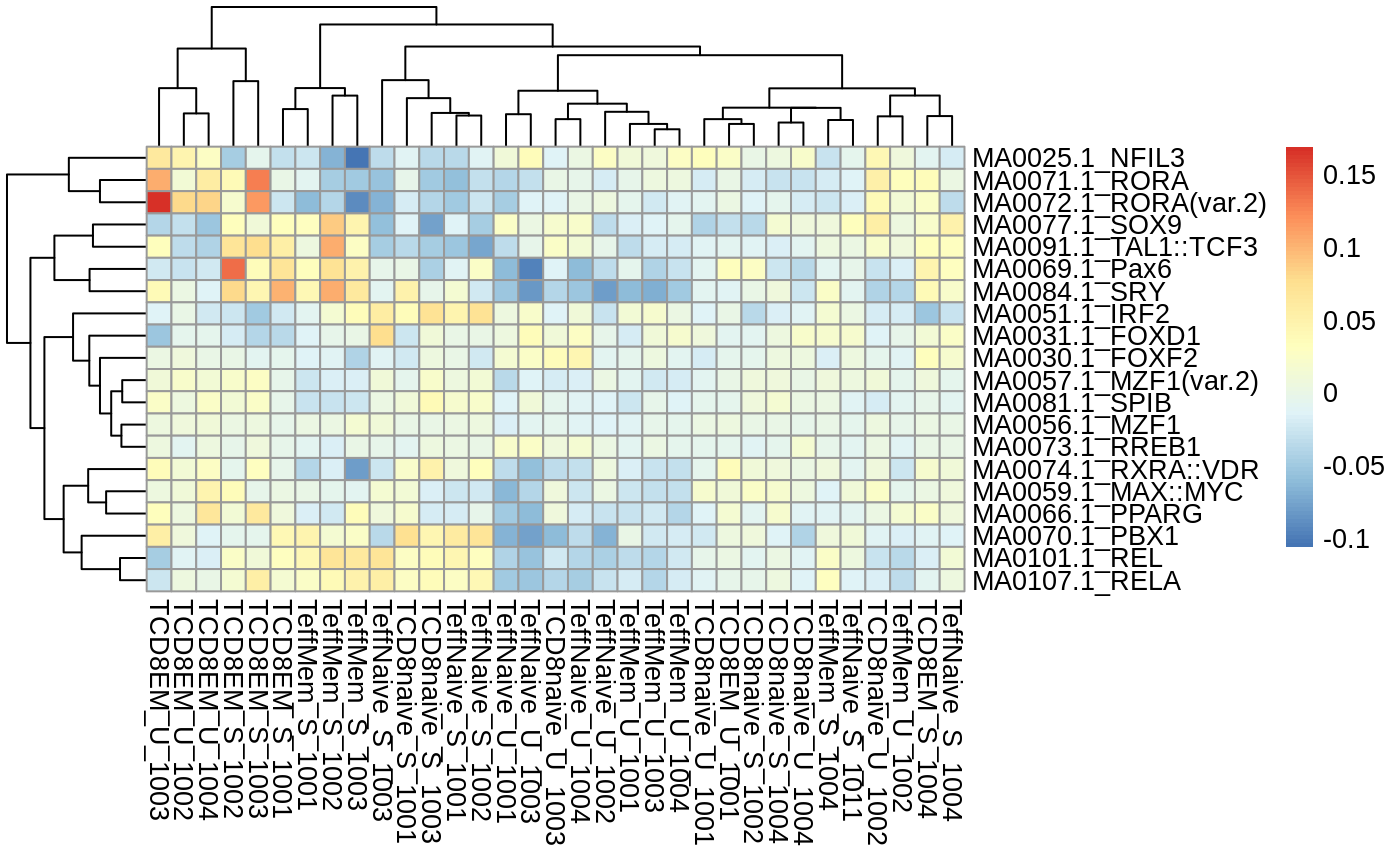 MA0025.1_NFIL3
MA0071.1_RORA
MA0072.1_RORA(var.2)
MA0077.1_SOX9
MA0091.1_TAL1::TCF3
MA0069.1_Pax6
MA0084.1_SRY
MA0051.1_IRF2
MA0031.1_FOXD1
MA0030.1_FOXF2
MA0057.1_MZF1(var.2)
MA0081.1_SPIB
MA0056.1_MZF1
MA0073.1_RREB1
MA0074.1_RXRA::VDR
MA0059.1_MAX::MYC
MA0066.1_PPARG
MA0070.1_PBX1
MA0101.1_REL
MA0107.1_RELA
0.15
0.1
0.05
0
-0.05
-0.1
TCD8EM_U_1003
TCD8EM_U_1002
TCD8EM_U_1004
TCD8EM_S_1002
TCD8EM_S_1003
TCD8EM_S_1001
TeffMem_S_1001
TeffMem_S_1002
TeffMem_S_1003
TeffNaive_S_1003
TCD8naive_S_1001
TCD8naive_S_1003
TeffNaive_S_1001
TeffNaive_S_1002
TeffNaive_U_1001
TeffNaive_U_1003
TCD8naive_U_1003
TeffNaive_U_1004
TeffNaive_U_1002
TeffMem_U_1001
TeffMem_U_1003
TeffMem_U_1004
TCD8naive_U_1001
TCD8EM_U_1001
TCD8naive_S_1002
TCD8naive_S_1004
TCD8naive_U_1004
TeffMem_S_1004
TeffNaive_S_1011
TCD8naive_U_1002
TeffMem_U_1002
TCD8EM_S_1004
TeffNaive_S_1004